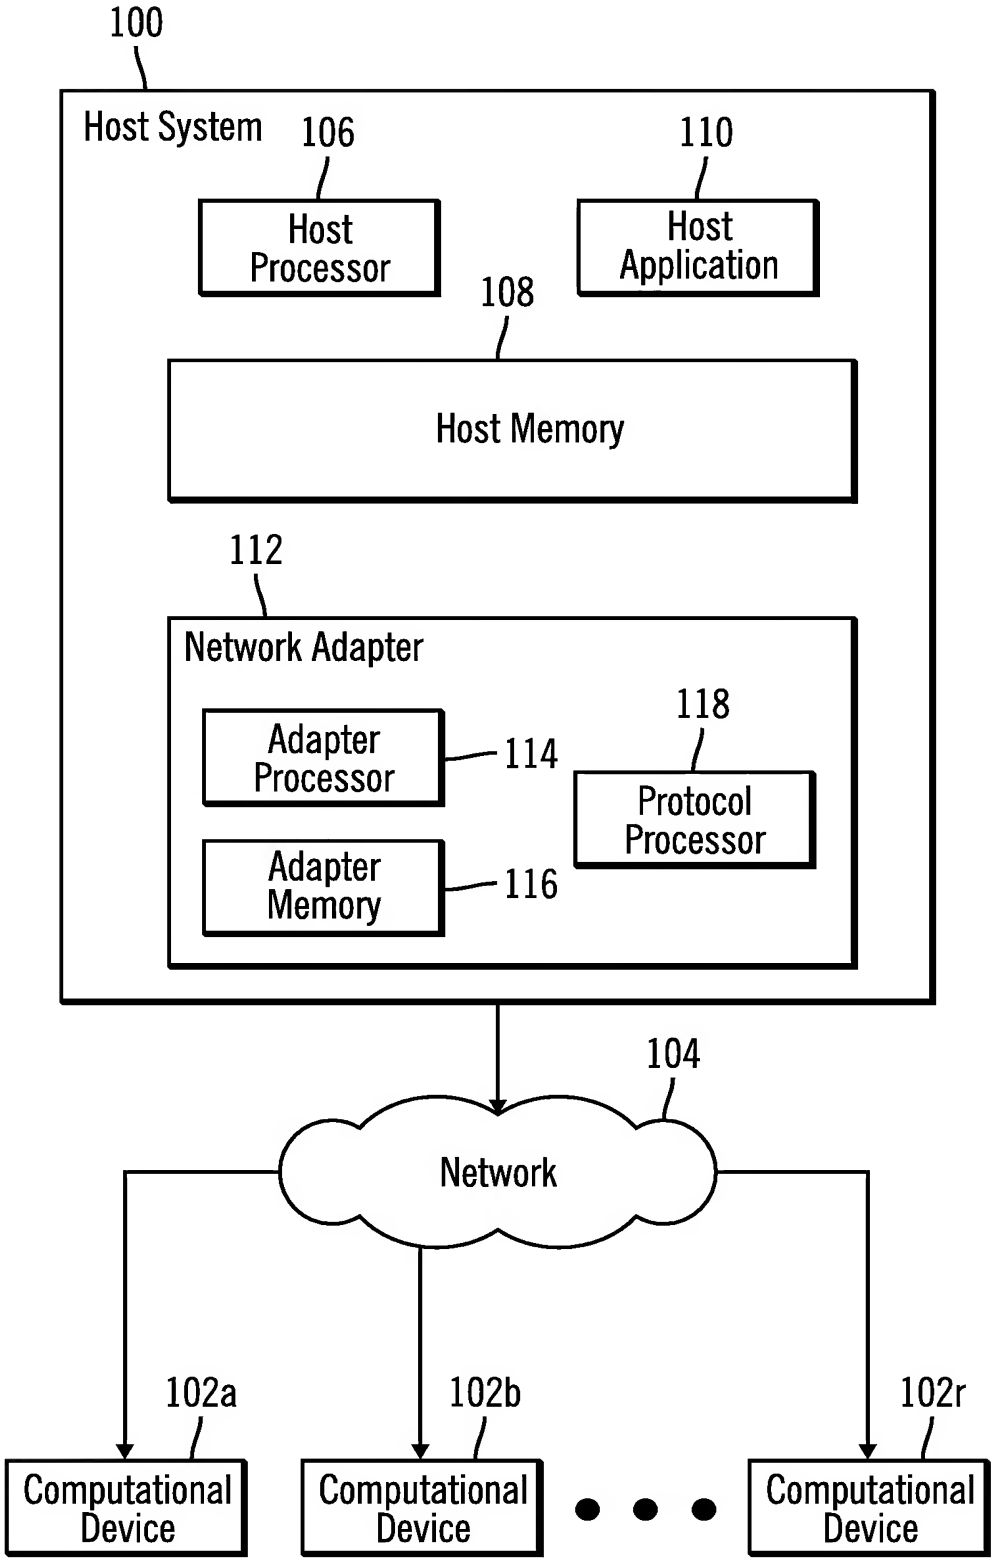 100
Host System
106
110
Host
Processor
Host
Application
108
Host Memory
112
Network Adapter
118
Adapter
Processor
114
Protocol
Processor
Adapter
Memory
116
104
Network
102a
102b
102r
Computational
Device
Computational
Device
Computational
Device